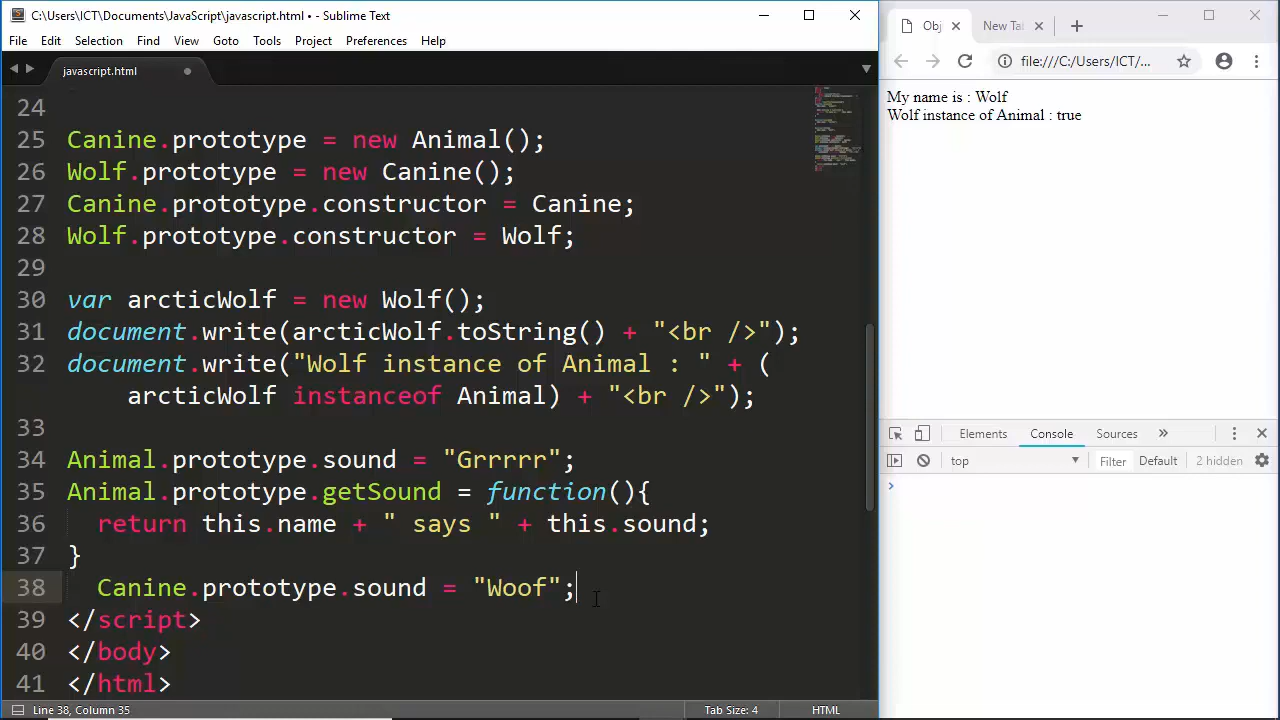 C:\Users\ICT\Documents\JavaScript\javascript.html • - Sublime Text
File Edit Selection Find View Goto Tools Project Preferences Help
javascript.html
24
25 Canine.prototype = new Animal();
26 Wolf.prototype = new Canine();
27 Canine.prototype.constructor = Canine;
28 Wolf.prototype.constructor = Wolf;
29
30 var arcticWolf = new Wolf();
31 document.write(arcticWolf.toString() + "<br />");
32 document.write("Wolf instance of Animal : " + (
arcticWolf instanceof Animal) + "<br />");
33
34 Animal.prototype.sound = "Grrrrr";
35 Animal.prototype.getSound = function(){
36 return this.name + " says " + this.sound;
37 }
38 Canine.prototype.sound = "Woof";
39 </script>
40 </body>
41 </html>
Line 38, Column 35
Tab Size: 4
HTML
Obj
New Ta
file:///C:/Users/ICT/...
My name is : Wolf
Wolf instance of Animal : true
Elements Console Sources »
top Filter Default 2 hidden